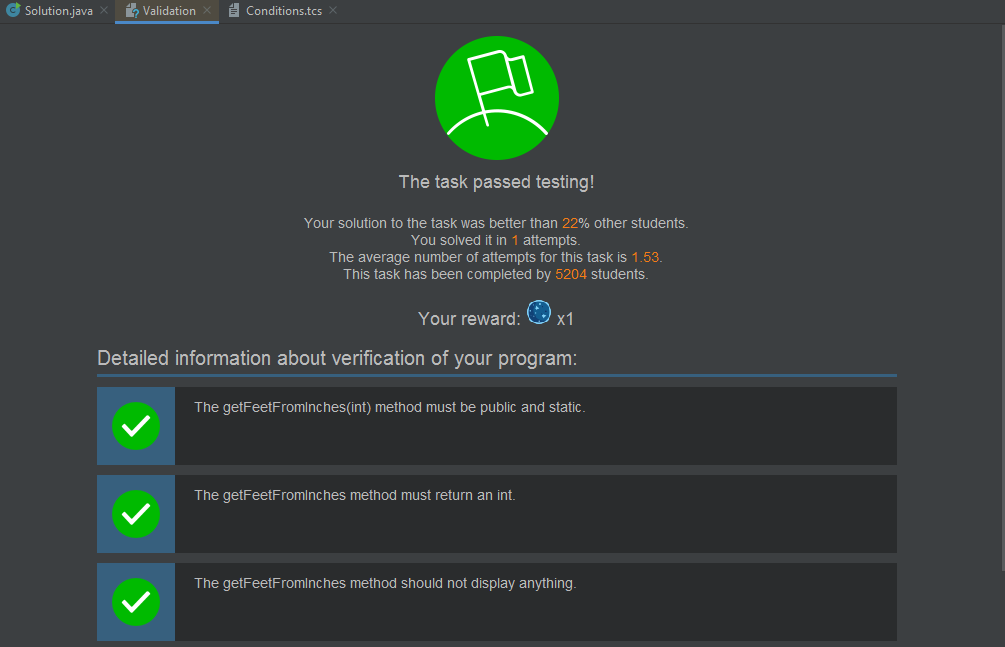 Solution.java
Validation
Conditions.tcs
The task passed testing!
Your solution to the task was better than 22% other students.
You solved it in 1 attempts.
The average number of attempts for this task is 1.53.
This task has been completed by 5204 students.
Your reward: x1
Detailed information about verification of your program:
The getFeetFromInches(int) method must be public and static.
The getFeetFromInches method must return an int.
The getFeetFromInches method should not display anything.